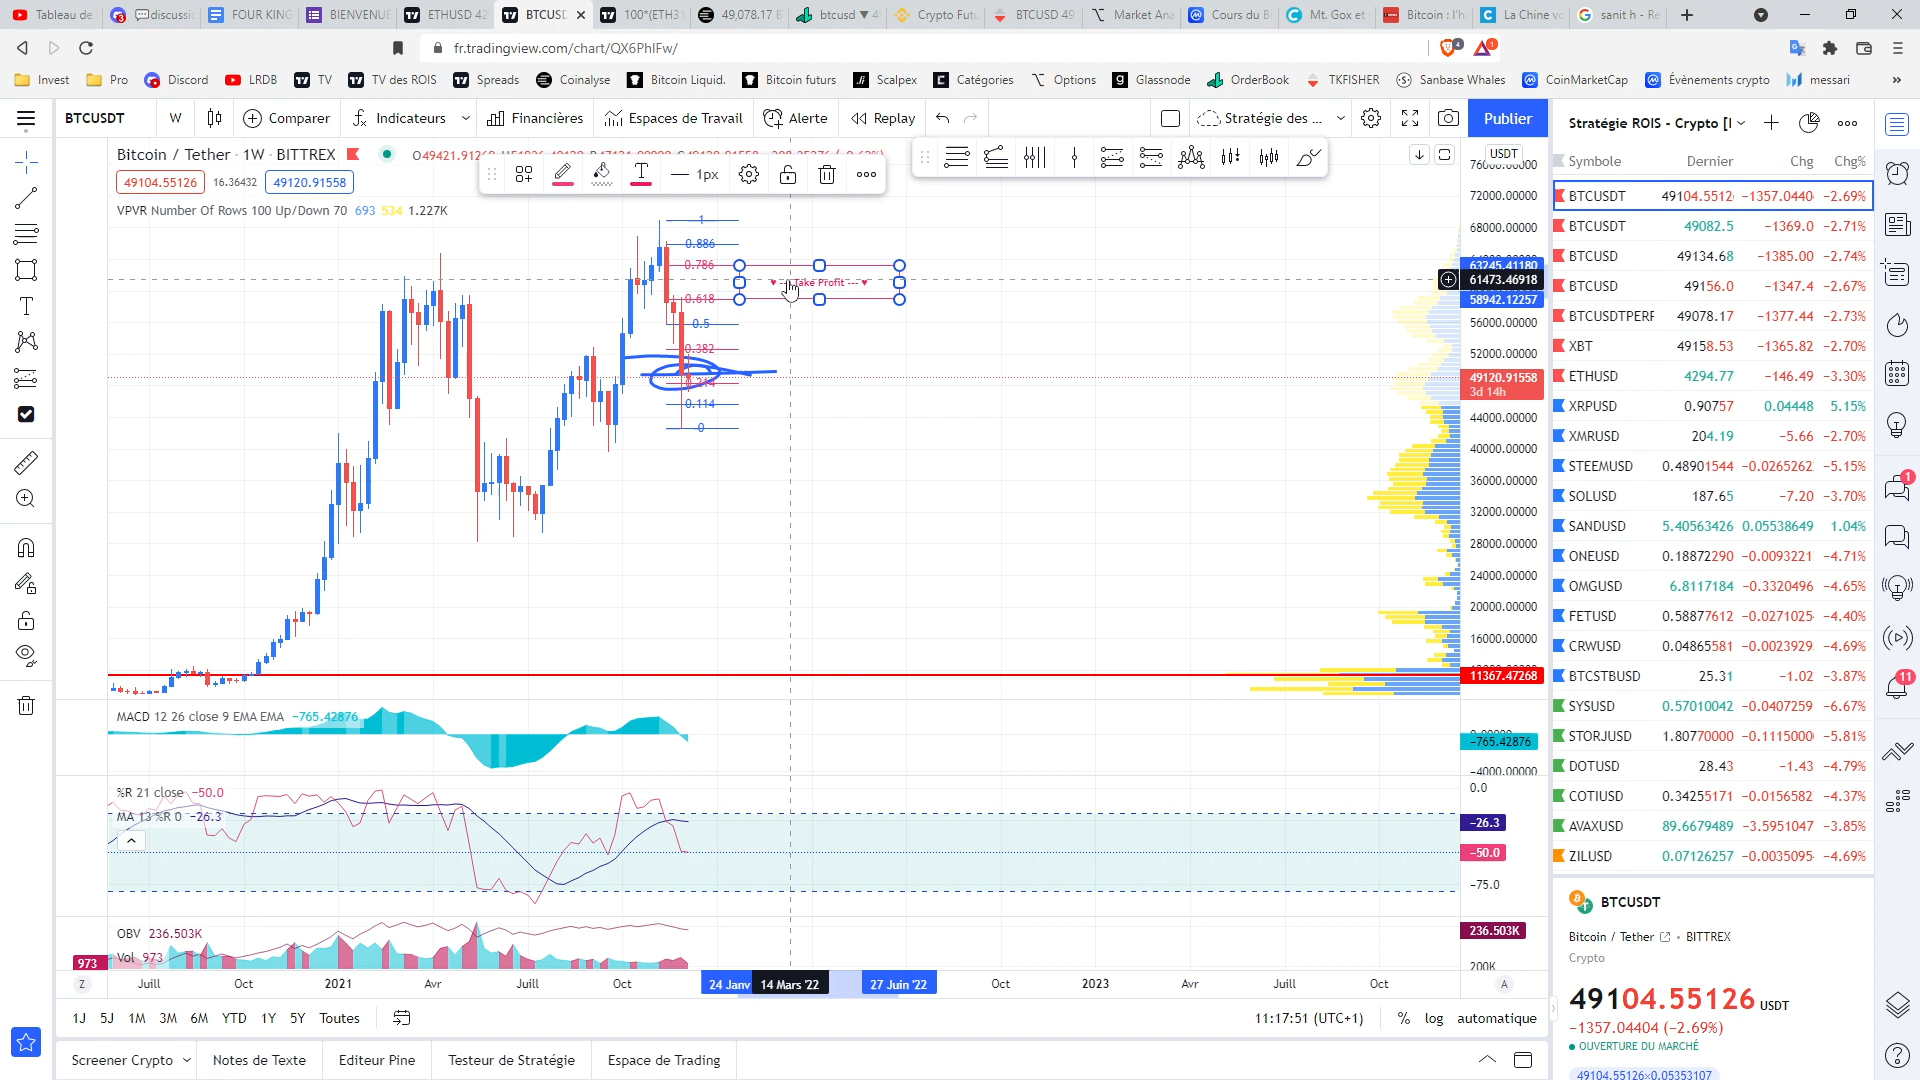 Tableau de
💬discussio
FOUR KING
BIENVENUE
ETHUSD 42
BTCUSD
100*(ETH31
49,078.17 B
btcusd ▼ 4
Crypto Futu
BTCUSD 49
Market Ana
Cours du Bi
Mt. Gox et
Bitcoin : l'h
La Chine vo
sanit h - Re
fr.tradingview.com/chart/QX6PhIFw/
Invest
Pro
Discord
LRDB
TV
TV des ROIS
Spreads
Coinalyse
Bitcoin Liquid.
Bitcoin futurs
Scalpex
Catégories
Options
Glassnode
OrderBook
TKFISHER
Sanbase Whales
CoinMarketCap
Évènements crypto
messari
»
BTCUSDT
W
Comparer
Indicateurs
Financières
Espaces de Travail
Alerte
Replay
Stratégie des ...
Publier
Bitcoin / Tether · 1W · BITTREX
49104.55126
16.36432
49120.91558
VPVR Number Of Rows 100 Up/Down 70 693 534 1.227K
1px
1
0.886
0.786
0.618
0.5
0.382
0.214
0.114
0
♥ --- Take Profit --- ♥
USDT
72000.00000
68000.00000
63745.41180
61473.46918
58942.12257
56000.00000
52000.00000
49120.91558
3d 14h
44000.00000
40000.00000
36000.00000
32000.00000
28000.00000
24000.00000
20000.00000
16000.00000
11367.47268
MACD 12 26 close 9 EMA EMA −765.42876
−765.42876
−4000.00000
%R 21 close −50.0
MA 13 %R 0 −26.3
0.0
−26.3
−50.0
−75.0
OBV 236.503K
Vol 973
973
236.503K
200K
Z
Juill
Oct
2021
Avr
Juill
Oct
24 Janv
14 Mars '22
27 Juin '22
Oct
2023
Avr
Juill
Oct
A
1J 5J 1M 3M 6M YTD 1Y 5Y Toutes
11:17:51 (UTC+1)
% log automatique
Screener Crypto
Notes de Texte
Editeur Pine
Testeur de Stratégie
Espace de Trading
Stratégie ROIS - Crypto [I
Symbole Dernier Chg Chg%
BTCUSDT 49104.5512 −1357.0440 −2.69%
BTCUSDT 49082.5 −1369.0 −2.71%
BTCUSD 49134.68 −1385.00 −2.74%
BTCUSD 49156.0 −1347.4 −2.67%
BTCUSDTPERF 49078.17 −1377.44 −2.73%
XBT 49158.53 −1365.82 −2.70%
ETHUSD 4294.77 −146.49 −3.30%
XRPUSD 0.90757 0.04448 5.15%
XMRUSD 204.19 −5.66 −2.70%
STEEMUSD 0.48901544 −0.0265262 −5.15%
SOLUSD 187.65 −7.20 −3.70%
SANDUSD 5.40563426 0.05538649 1.04%
ONEUSD 0.18872290 −0.0093221 −4.71%
OMGUSD 6.8117184 −0.3320496 −4.65%
FETUSD 0.58877612 −0.0271025 −4.40%
CRWUSD 0.04865581 −0.0023929 −4.69%
BTCSTBUSD 25.31 −1.02 −3.87%
SYSUSD 0.57010042 −0.0407259 −6.67%
STORJUSD 1.80770000 −0.1115000 −5.81%
DOTUSD 28.43 −1.43 −4.79%
COTIUSD 0.34255171 −0.0156582 −4.37%
AVAXUSD 89.6679489 −3.5951047 −3.85%
ZILUSD 0.07126257 −0.0035095 −4.69%
BTCUSDT
Bitcoin / Tether • BITTREX
Crypto
49104.55126 USDT
−1357.04404 (−2.69%)
OUVERTURE DU MARCHÉ
49104.55126×0.05353107
4
1
1
11